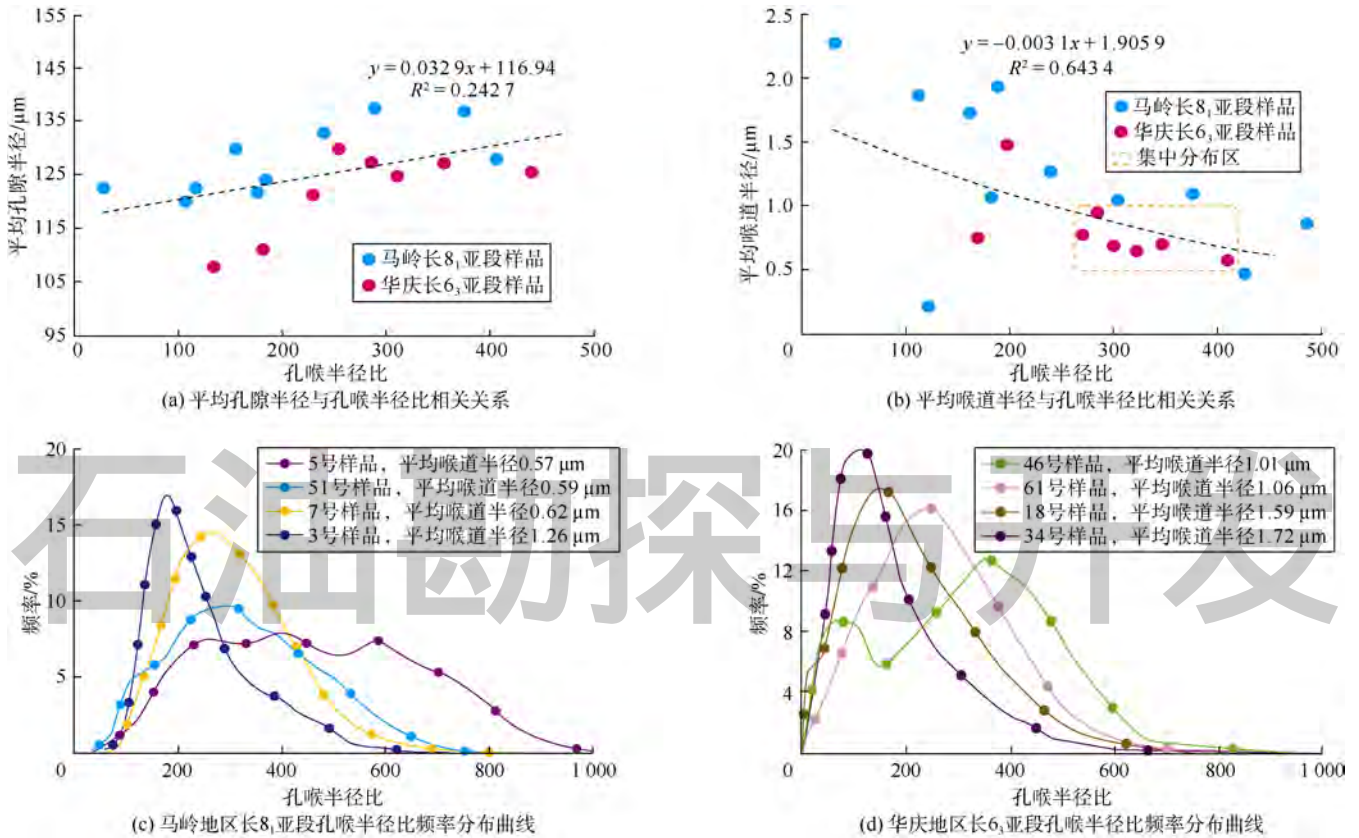 155
145
135
125
115
105
95
平均孔隙半径/μm
y=0.032 9x+116.94
R²=0.242 7
马岭长8₁亚段样品
华庆长6₃亚段样品
0
100
200
300
400
500
孔喉半径比
(a) 平均孔隙半径与孔喉半径比相关关系
2.5
2.0
1.5
1.0
0.5
平均喉道半径/μm
y=−0.003 1x+1.905 9
R²=0.643 4
马岭长8₁亚段样品
华庆长6₃亚段样品
集中分布区
0
100
200
300
400
500
孔喉半径比
(b) 平均喉道半径与孔喉半径比相关关系
20
15
10
5
频率/%
5号样品，平均喉道半径0.57 μm
51号样品，平均喉道半径0.59 μm
7号样品，平均喉道半径0.62 μm
3号样品，平均喉道半径1.26 μm
0
200
400
600
800
1 000
孔喉半径比
(c) 马岭地区长8₁亚段孔喉半径比频率分布曲线
20
16
12
8
4
频率/%
46号样品，平均喉道半径1.01 μm
61号样品，平均喉道半径1.06 μm
18号样品，平均喉道半径1.59 μm
34号样品，平均喉道半径1.72 μm
0
200
400
600
800
1 000
孔喉半径比
(d) 华庆地区长6₃亚段孔喉半径比频率分布曲线
石油勘探与开发